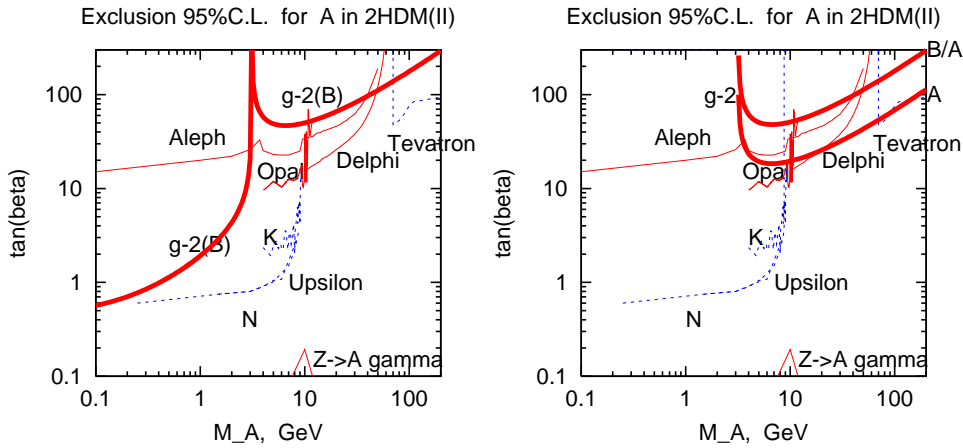 Exclusion 95%C.L.  for  A in 2HDM(II)
100
10
1
0.1
tan(beta)
g-2(B)
Aleph
Tevatron
Opal
Delphi
g-2(B)
K
Upsilon
N
Z->A gamma
0.1
1
10
100
M_A,  GeV
Exclusion 95%C.L.  for  A in 2HDM(II)
100
10
1
0.1
tan(beta)
B/A
g-2
A
Aleph
Tevatron
Opal
Delphi
K
Upsilon
N
Z->A gamma
0.1
1
10
100
M_A,  GeV